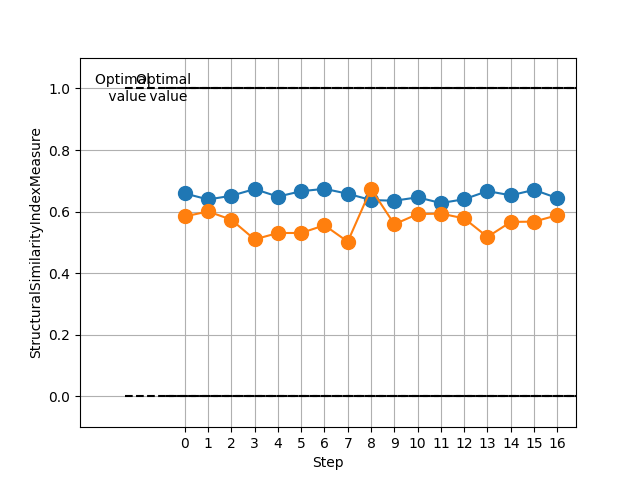 Optimal Optimal
value value
1.0
0.8
0.6
0.4
0.2
0.0
StructuralSimilarityIndexMeasure
0 1 2 3 4 5 6 7 8 9 10 11 12 13 14 15 16
Step